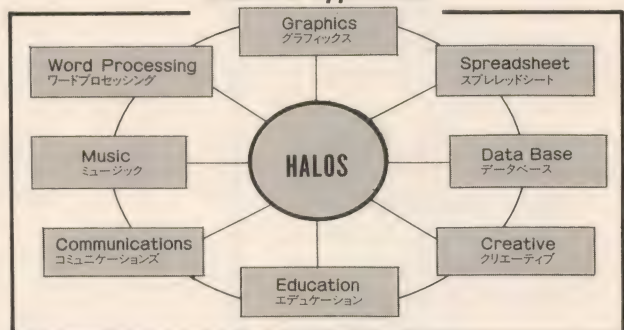 Graphics
グラフィックス
Word Processing
ワードプロセッシング
Spreadsheet
スプレレッドシート
Music
ミュージック
HALOS
Data Base
データベース
Communications
コミュニケーションズ
Creative
クリエーティブ
Education
エデュケーション